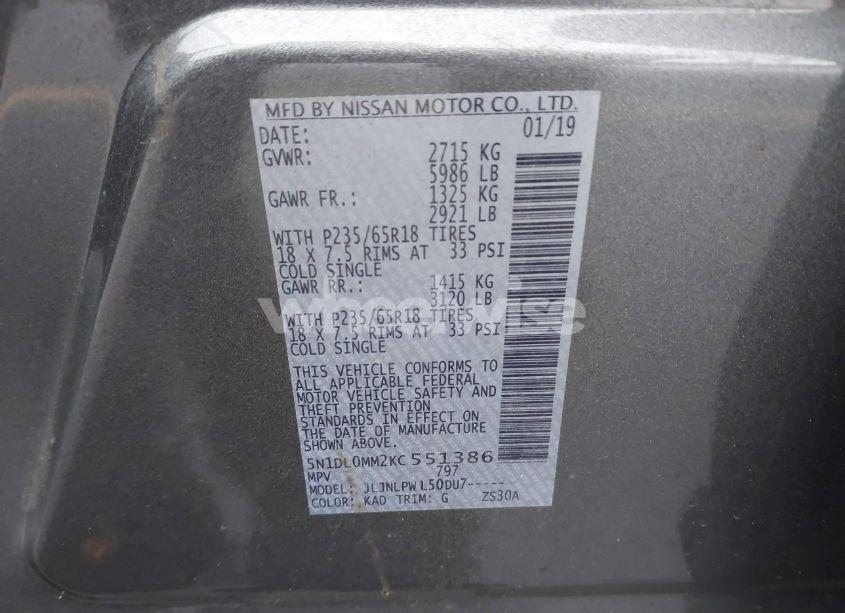 MFD BY NISSAN MOTOR CO., LTD.
DATE: 01/19
GVWR: 2715 KG
5986 LB
GAWR FR.: 1325 KG
2921 LB
WITH P235/65R18 TIRES
18 X 7.5 RIMS AT 33 PSI
COLD SINGLE
GAWR RR.: 1415 KG
3120 LB
WITH P235/65R18 TIRES
18 X 7.5 RIMS AT 33 PSI
COLD SINGLE
THIS VEHICLE CONFORMS TO
ALL APPLICABLE FEDERAL
MOTOR VEHICLE SAFETY AND
THEFT PREVENTION
STANDARDS IN EFFECT ON
THE DATE OF MANUFACTURE
SHOWN ABOVE.
5N1DL0MM2KC551386
MPV 797
MODEL: JLJNLPWL50DU7-----
COLOR: KAD TRIM: G ZS30A